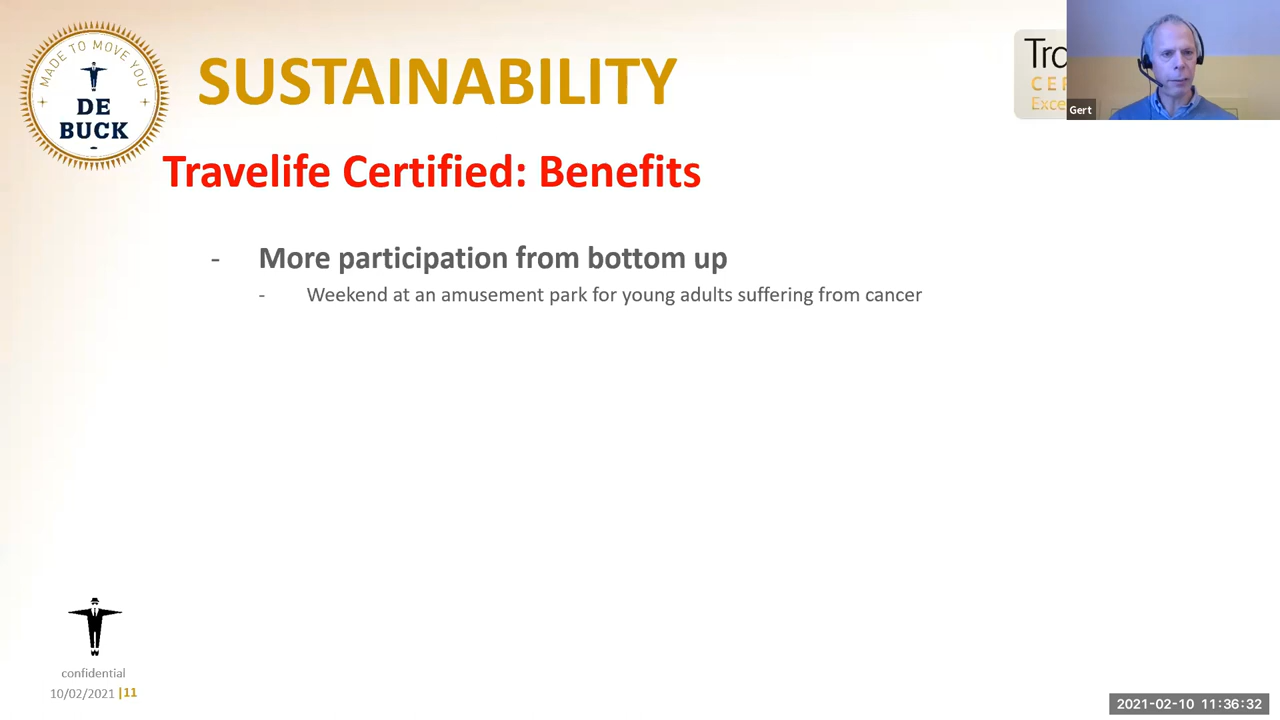 MADE TO MOVE YOU
DE
BUCK
SUSTAINABILITY
Gert
Travelife Certified: Benefits
- More participation from bottom up
- Weekend at an amusement park for young adults suffering from cancer
confidential
10/02/2021 |11
2021-02-10 11:36:32